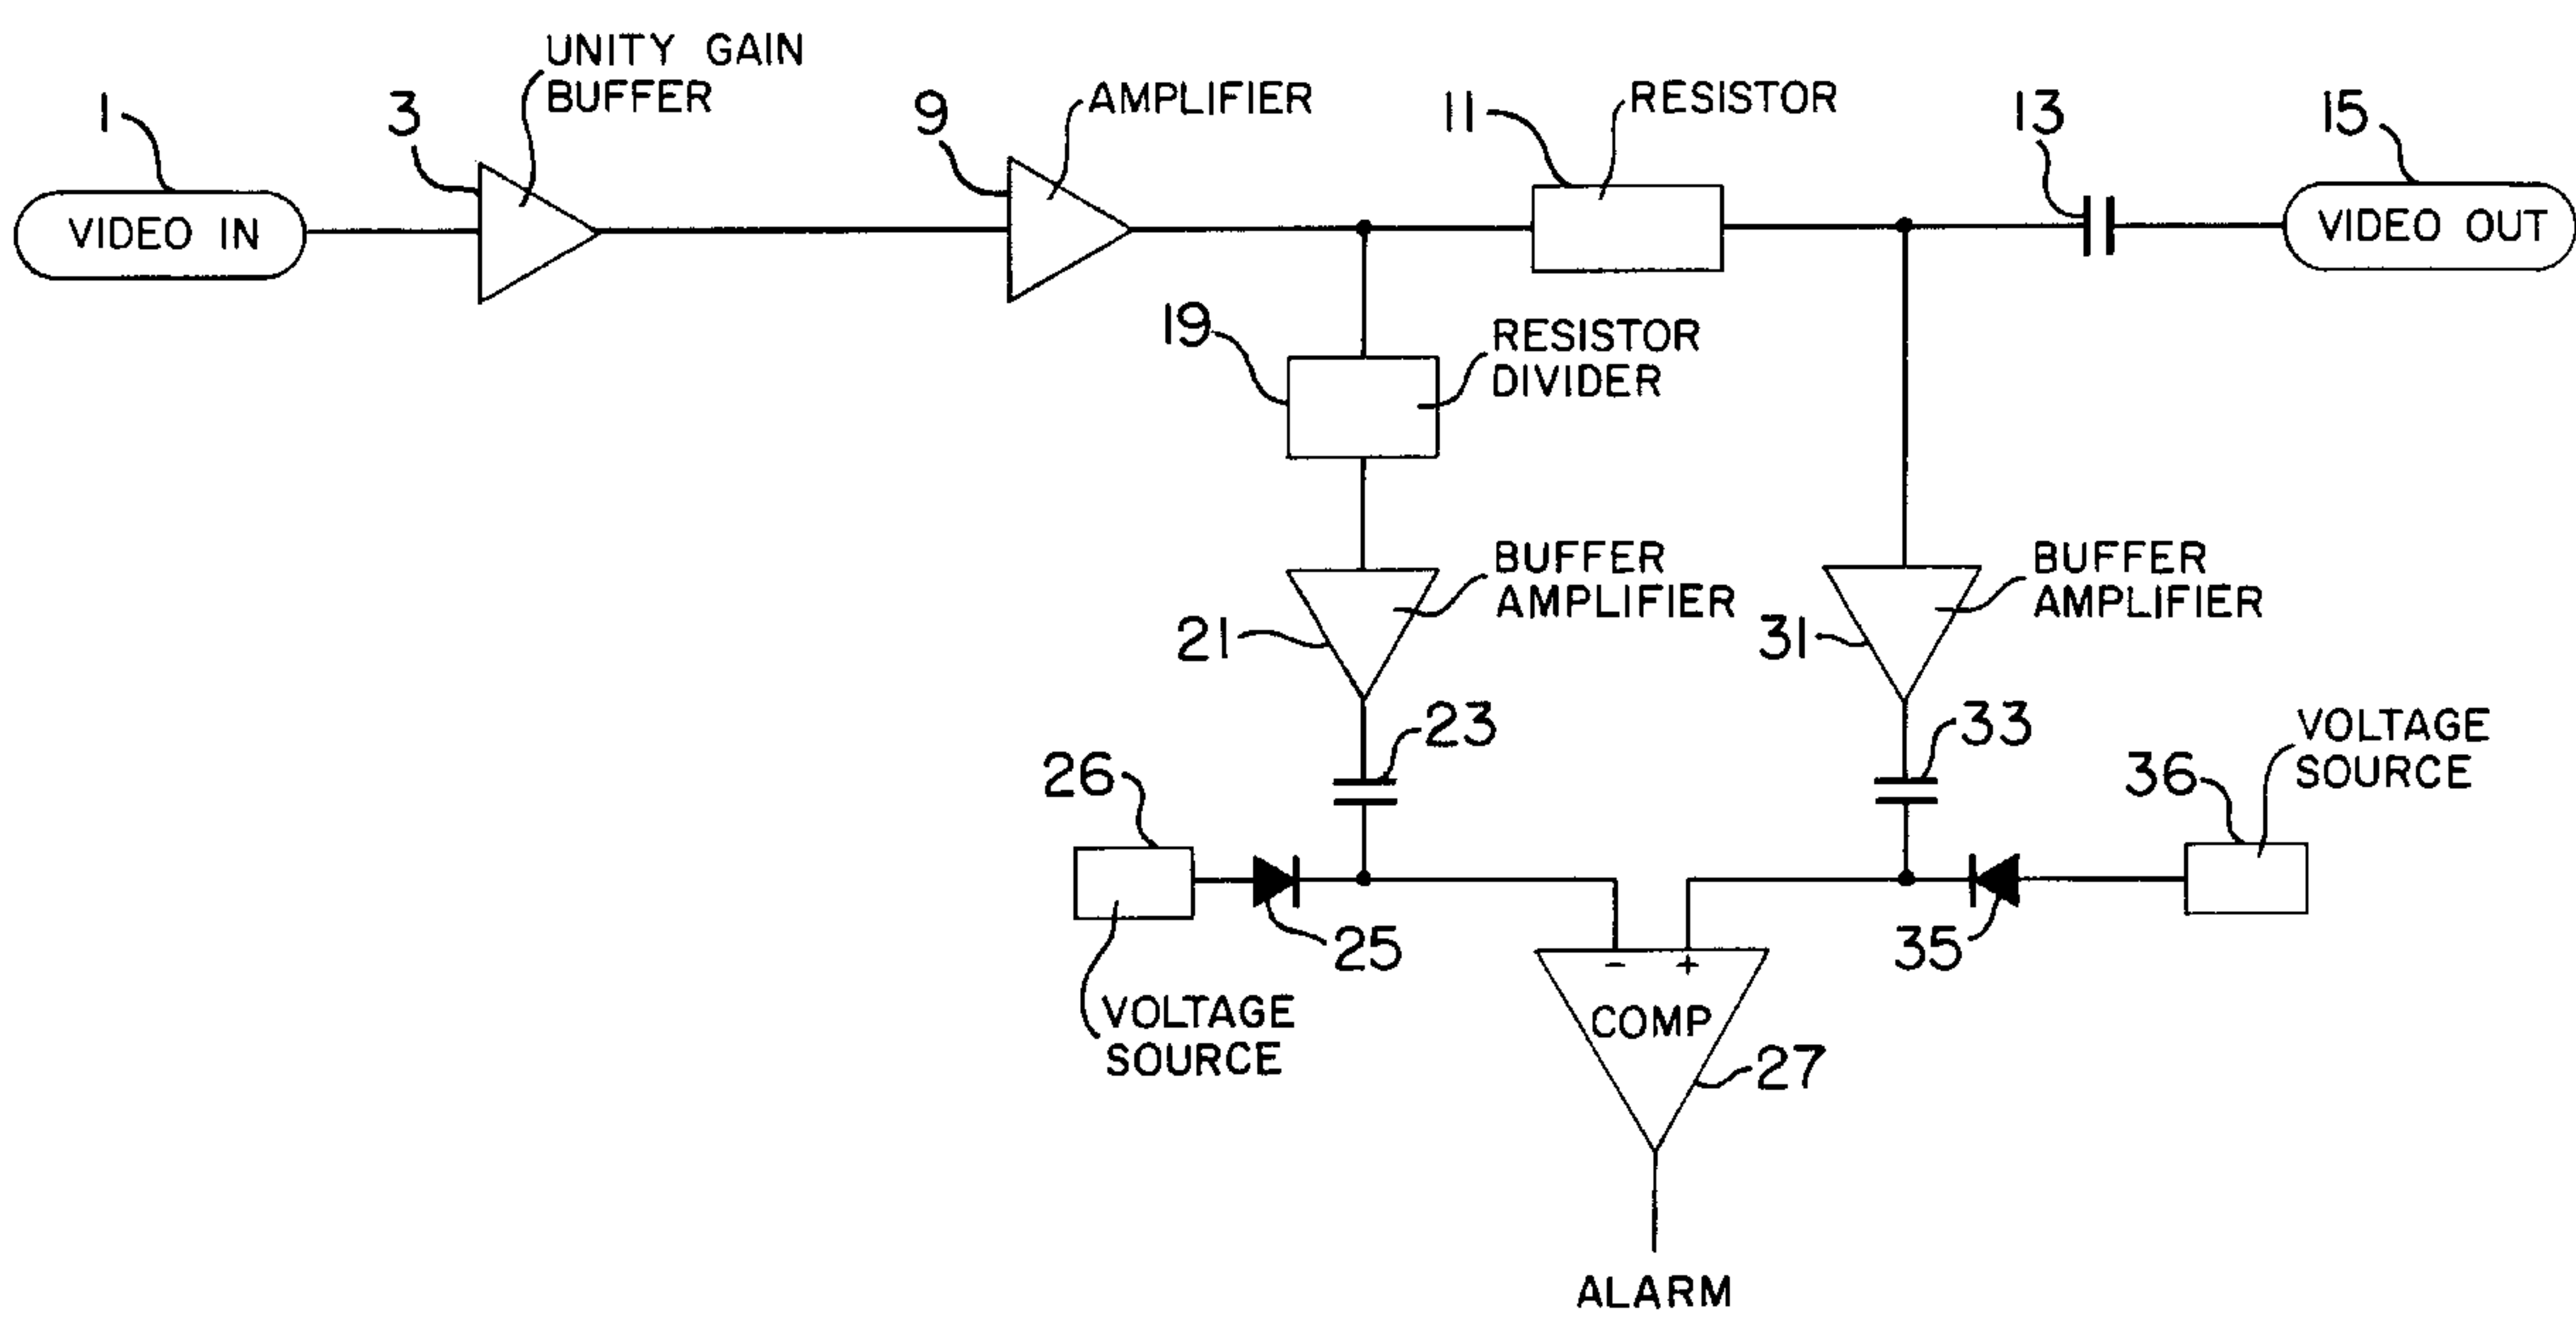 UNITY GAIN
BUFFER
1
3
9
AMPLIFIER
11
RESISTOR
13
15
VIDEO IN
VIDEO OUT
19
RESISTOR
DIVIDER
BUFFER
AMPLIFIER
21
BUFFER
AMPLIFIER
31
23
33
26
36
VOLTAGE
SOURCE
25
35
- +
COMP
VOLTAGE
SOURCE
27
ALARM